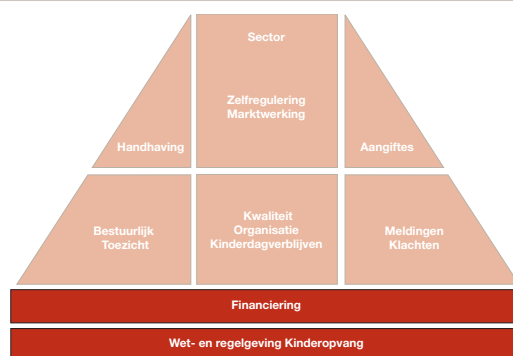 Sector
Zelfregulering
Marktwerking
Handhaving
Aangiftes
Bestuurlijk
Toezicht
Kwaliteit
Organisatie
Kinderdagverblijven
Meldingen
Klachten
Financiering
Wet- en regelgeving Kinderopvang